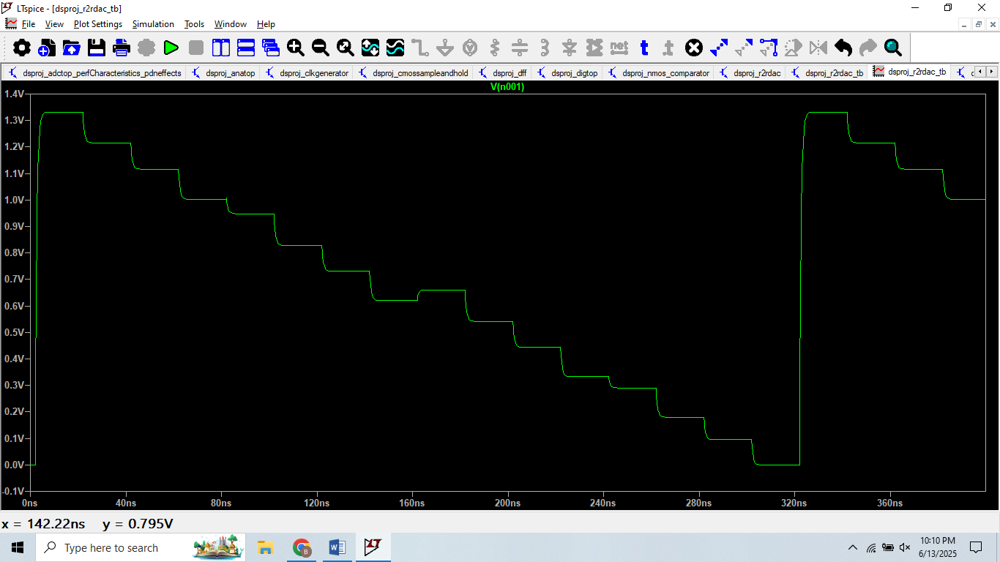 LTspice - [dsproj_r2rdac_tb]
File View Plot Settings Simulation Tools Window Help
t t
net
dsproj_adctop_perfCharacteristics_pdneffects dsproj_anatop dsproj_clkgenerator dsproj_cmossampleandhold dsproj_dff dsproj_digtop dsproj_nmos_comparator dsproj_r2rdac dsproj_r2rdac_tb dsproj_r2rdac_tb
V(n001)
1.4V
1.3V
1.2V
1.1V
1.0V
0.9V
0.8V
0.7V
0.6V
0.5V
0.4V
0.3V
0.2V
0.1V
0.0V
-0.1V
0ns 40ns 80ns 120ns 160ns 200ns 240ns 280ns 320ns 360ns
x = 142.22ns y = 0.795V
Type here to search
B
W
LT
10:10 PM
6/13/2025